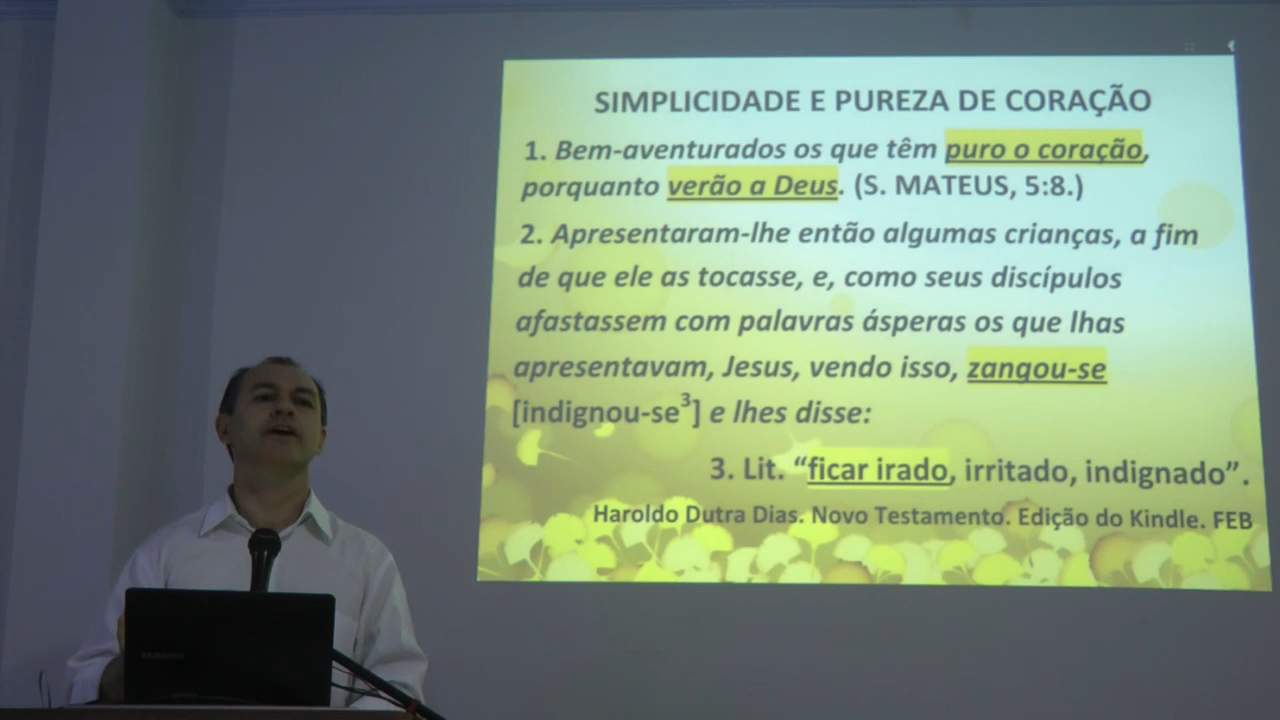 SIMPLICIDADE E PUREZA DE CORAÇÃO
1. Bem-aventurados os que têm puro o coração,
porquanto verão a Deus. (S. MATEUS, 5:8.)
2. Apresentaram-lhe então algumas crianças, a fim
de que ele as tocasse, e, como seus discípulos
afastassem com palavras ásperas os que lhas
apresentavam, Jesus, vendo isso, zangou-se
[indignou-se³] e lhes disse:
3. Lit. “ficar irado, irritado, indignado”.
Haroldo Dutra Dias. Novo Testamento. Edição do Kindle. FEB
SAMSUNG